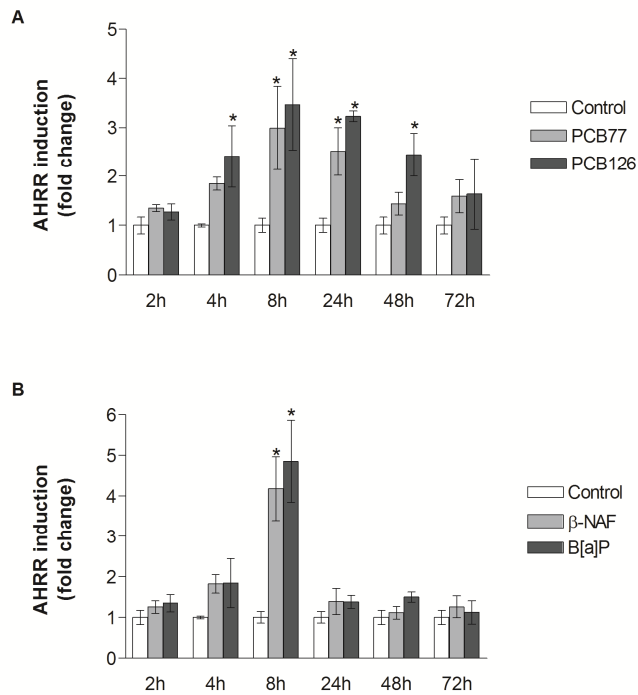 A
AHRR induction
(fold change)
5
4
3
2
1
0
* * * * * *
Control
PCB77
PCB126
2h 4h 8h 24h 48h 72h
B
AHRR induction
(fold change)
6
5
4
3
2
1
0
* *
Control
β-NAF
B[a]P
2h 4h 8h 24h 48h 72h